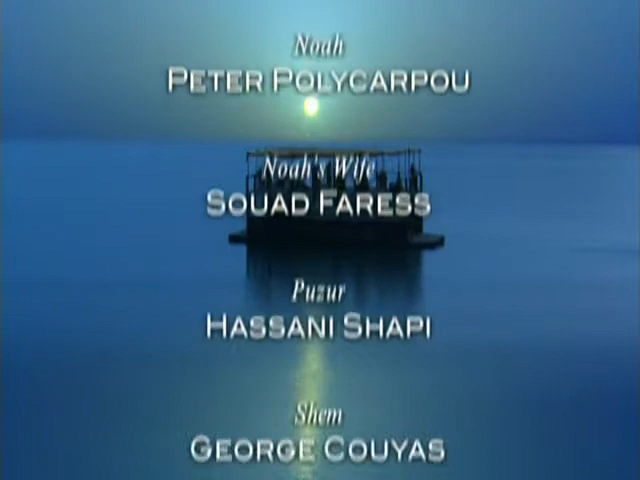 Noah
PETER POLYCARPOU
Noah's Wife
SOUAD FARESS
Puzur
HASSANI SHAPI
Shem
GEORGE COUYAS